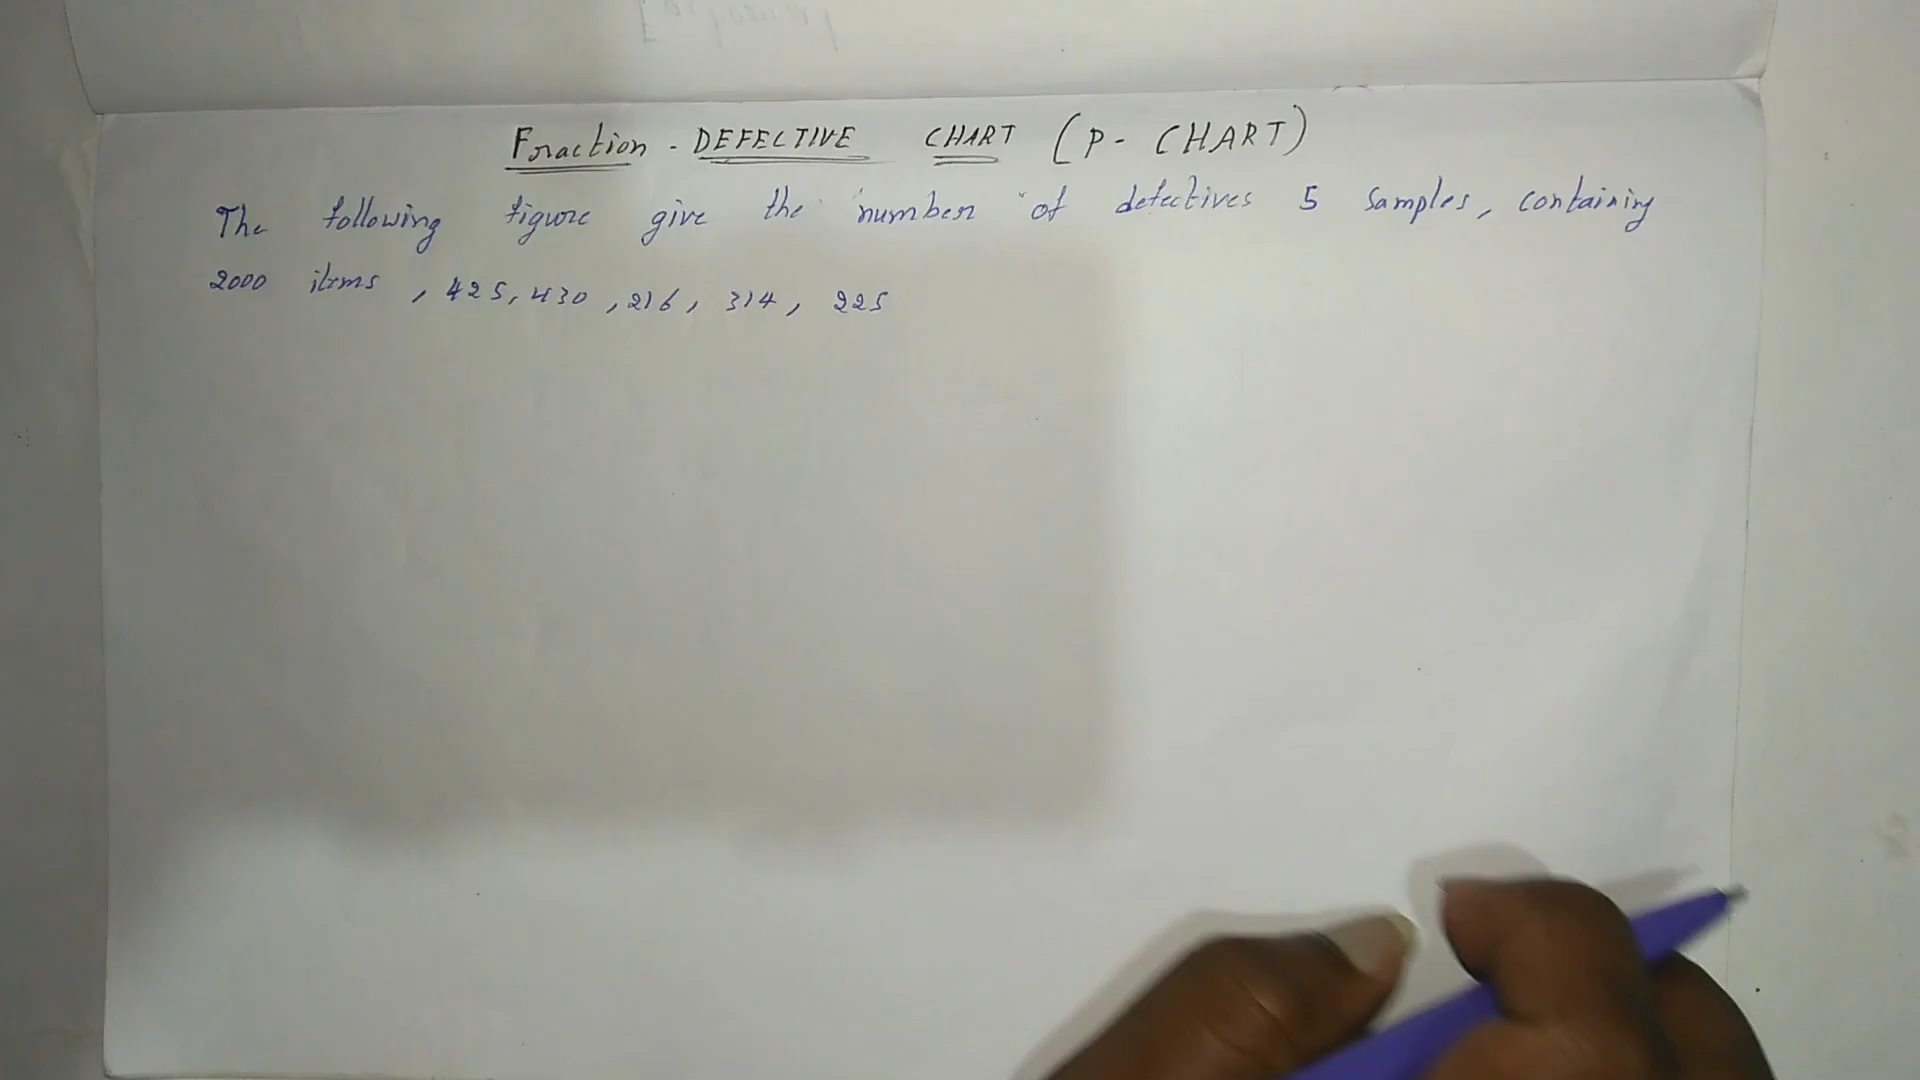 Fraction - DEFECTIVE CHART (P - CHART)
The following figure give the number of defectives 5 samples, containing
2000 items, 425, 430, 216, 314, 225